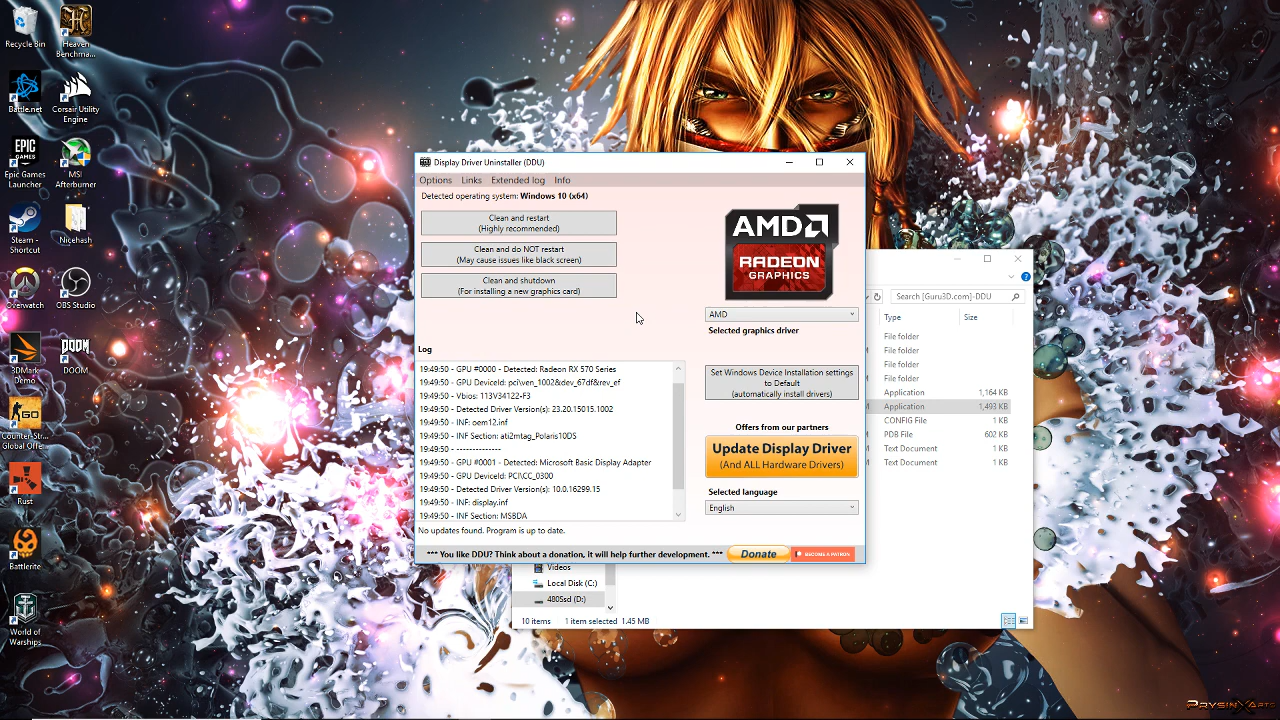 Recycle Bin
Heaven
Benchma...
Battle.net
Corsair Utility
Engine
EPIC
GAMES
Epic Games
Launcher
MSI
Afterburner
Steam -
Shortcut
Nicehash
Overwatch
OBS Studio
3DMark
Demo
DOOM
DOOM
GO
Counter-Str...
Global Offe...
Rust
Battlerite
World of
Warships
Display Driver Uninstaller (DDU)
Options Links Extended log Info
Detected operating system: Windows 10 (x64)
Clean and restart
(Highly recommended)
Clean and do NOT restart
(May cause issues like black screen)
Clean and shutdown
(For installing a new graphics card)
AMD
RADEON
GRAPHICS
AMD
Selected graphics driver
Log
19:49:50 - GPU #0000 - Detected: Radeon RX 570 Series
19:49:50 - GPU DeviceId: pci\ven_1002&dev_67df&rev_ef
19:49:50 - Vbios: 113V34122-F3
19:49:50 - Detected Driver Version(s): 23.20.15015.1002
19:49:50 - INF: oem12.inf
19:49:50 - INF Section: ati2mtag_Polaris10DS
19:49:50 - --------------
19:49:50 - GPU #0001 - Detected: Microsoft Basic Display Adapter
19:49:50 - GPU DeviceId: PCI\CC_0300
19:49:50 - Detected Driver Version(s): 10.0.16299.15
19:49:50 - INF: display.inf
19:49:50 - INF Section: MSBDA
No updates found. Program is up to date.
Set Windows Device Installation settings
to Default
(automatically install drivers)
Offers from our partners
Update Display Driver
(And ALL Hardware Drivers)
Selected language
English
*** You like DDU? Think about a donation, it will help further development. ***
Donate
BECOME A PATRON
Search [Guru3D.com]-DDU
Type Size
File folder
File folder
File folder
File folder
Application 1,164 KB
Application 1,493 KB
CONFIG File 1 KB
PDB File 602 KB
Text Document 1 KB
Text Document 1 KB
Videos
Local Disk (C:)
480Ssd (D:)
10 items 1 item selected 1.45 MB